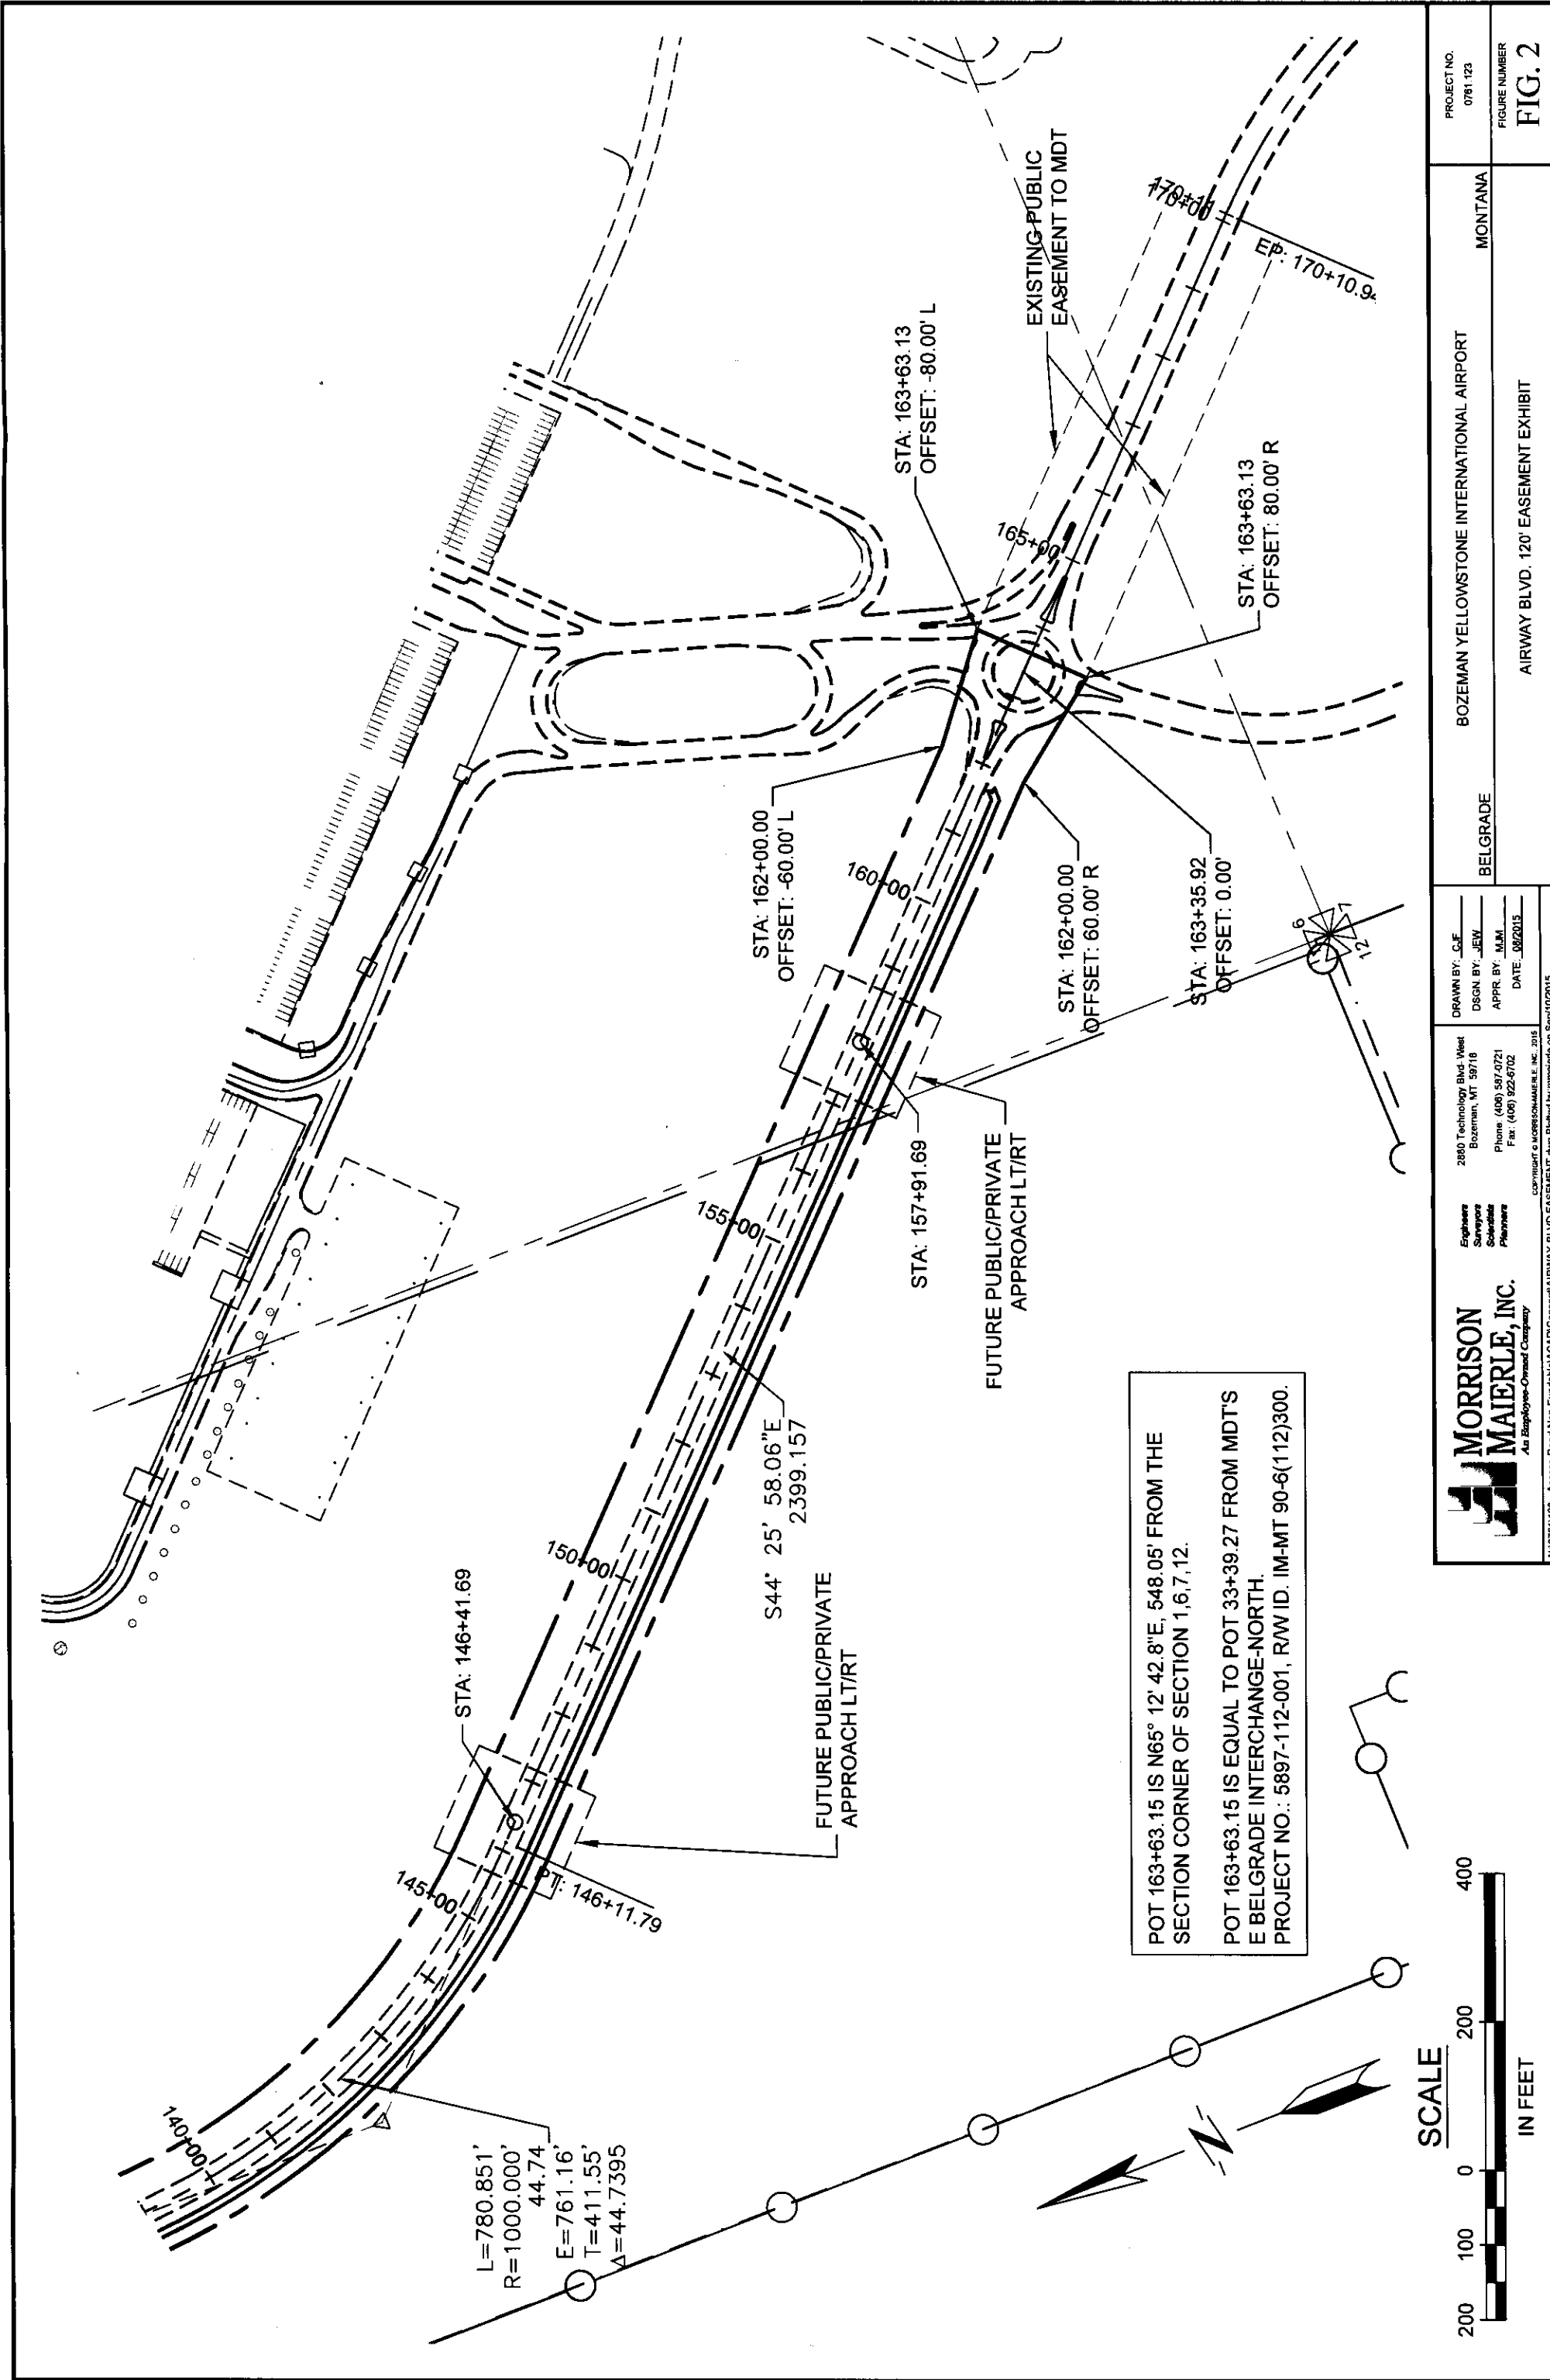 140+00
145+00
PT: 146+11.79
STA: 146+41.69
150+00
155+00
160+00
165+00
170+00
EP: 170+10.94
L=780.851'
R=1000.000'
44.74
E=761.16'
T=411.55'
Δ=44.7395
FUTURE PUBLIC/PRIVATE
APPROACH LT/RT
S44° 25' 58.06"E
2399.157
STA: 157+91.69
FUTURE PUBLIC/PRIVATE
APPROACH LT/RT
STA: 162+00.00
OFFSET: -60.00' L
STA: 162+00.00
OFFSET: 60.00' R
STA: 163+35.92
OFFSET: 0.00'
STA: 163+63.13
OFFSET: -80.00' L
STA: 163+63.13
OFFSET: 80.00' R
EXISTING PUBLIC
EASEMENT TO MDT
6
7
12
POT 163+63.15 IS N65° 12' 42.8"E, 548.05' FROM THE
SECTION CORNER OF SECTION 1,6,7,12.
POT 163+63.15 IS EQUAL TO POT 33+39.27 FROM MDT'S
E BELGRADE INTERCHANGE-NORTH.
PROJECT NO.: 5897-112-001, R/W ID. IM-MT 90-6(112)300.
N
SCALE
200 100 0 200 400
IN FEET
MORRISON
MAIERLE, INC.
An Employee-Owned Company
Engineers
Surveyors
Scientists
Planners
2880 Technology Blvd. West
Bozeman, MT 59718
Phone: (406) 587-0721
Fax: (406) 922-6702
COPYRIGHT © MORRISON-MAIERLE, INC., 2015
DRAWN BY: CJF
DSGN. BY: JEW
APPR. BY: MJM
DATE: 08/2015
BOZEMAN YELLOWSTONE INTERNATIONAL AIRPORT
BELGRADE MONTANA
AIRWAY BLVD. 120' EASEMENT EXHIBIT
PROJECT NO.
0761.123
FIGURE NUMBER
FIG. 2